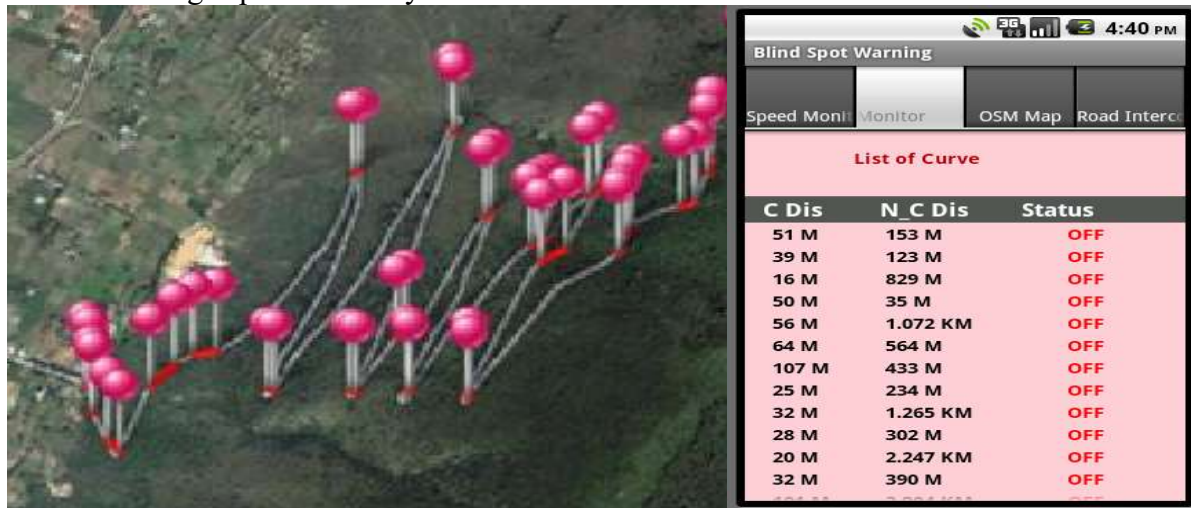 3G 4:40 PM
Blind Spot Warning
Speed Monit Monitor OSM Map Road Interc
List of Curve
C Dis N_C Dis Status
51 M 153 M OFF
39 M 123 M OFF
16 M 829 M OFF
50 M 35 M OFF
56 M 1.072 KM OFF
64 M 564 M OFF
107 M 433 M OFF
25 M 234 M OFF
32 M 1.265 KM OFF
28 M 302 M OFF
20 M 2.247 KM OFF
32 M 390 M OFF